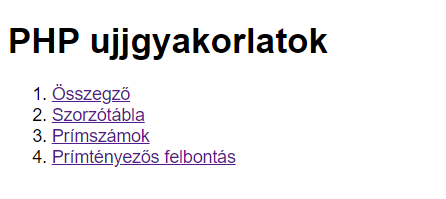 PHP ujjgyakorlatok
1. Összegző
2. Szorzótábla
3. Prímszámok
4. Prímtényezős felbontás